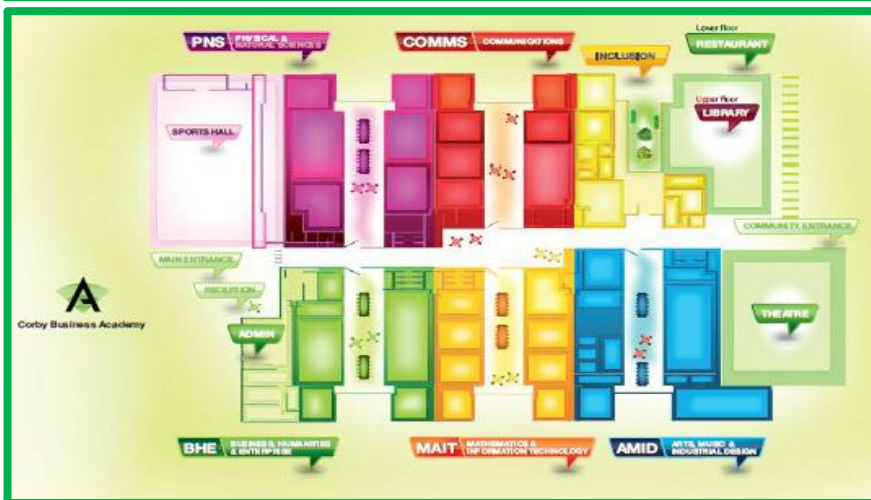 PNS PHYSICAL &
NATURAL SCIENCES
COMMS COMMUNICATIONS
INCLUSION
Lower floor
RESTAURANT
Upper floor
LIBRARY
SPORTS HALL
COMMUNITY ENTRANCE
MAIN ENTRANCE
RECEPTION
Corby Business Academy
ADMIN
THEATRE
BHE BUSINESS, HUMANITIES
& ENTERPRISE
MAIT MATHEMATICS &
INFORMATION TECHNOLOGY
AMID ARTS, MUSIC &
INDUSTRIAL DESIGN